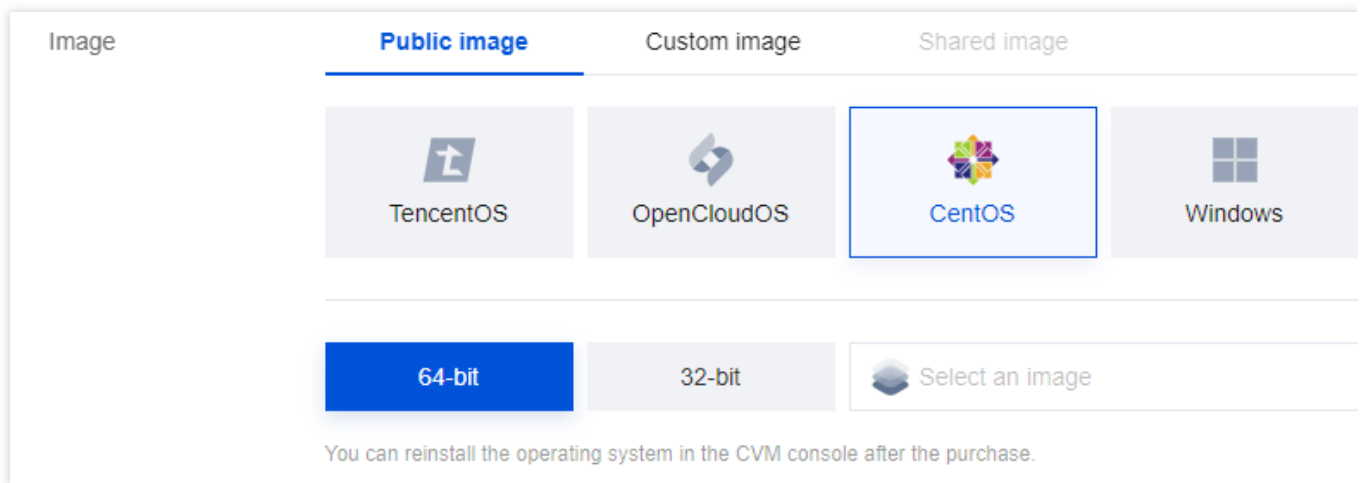 Image Public image Custom image Shared image
TencentOS OpenCloudOS CentOS Windows
64-bit 32-bit Select an image
You can reinstall the operating system in the CVM console after the purchase.